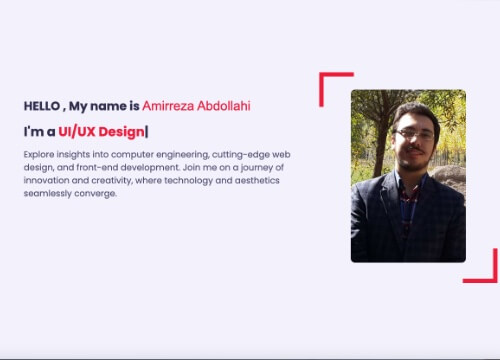 HELLO , My name is Amirreza Abdollahi
I'm a UI/UX Design|
Explore insights into computer engineering, cutting-edge web
design, and front-end development. Join me on a journey of
innovation and creativity, where technology and aesthetics
seamlessly converge.